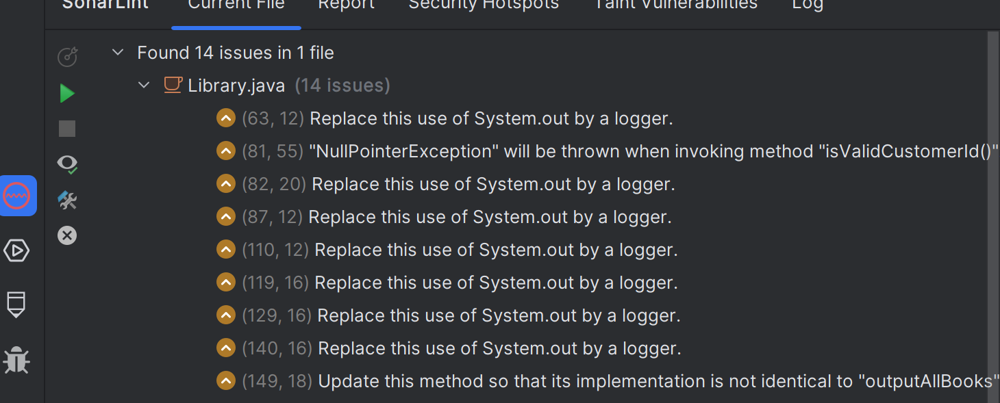 SonarLint Current File Report Security Hotspots Taint Vulnerabilities Log
Found 14 issues in 1 file
Library.java (14 issues)
(63, 12) Replace this use of System.out by a logger.
(81, 55) "NullPointerException" will be thrown when invoking method "isValidCustomerId()"
(82, 20) Replace this use of System.out by a logger.
(87, 12) Replace this use of System.out by a logger.
(110, 12) Replace this use of System.out by a logger.
(119, 16) Replace this use of System.out by a logger.
(129, 16) Replace this use of System.out by a logger.
(140, 16) Replace this use of System.out by a logger.
(149, 18) Update this method so that its implementation is not identical to "outputAllBooks"